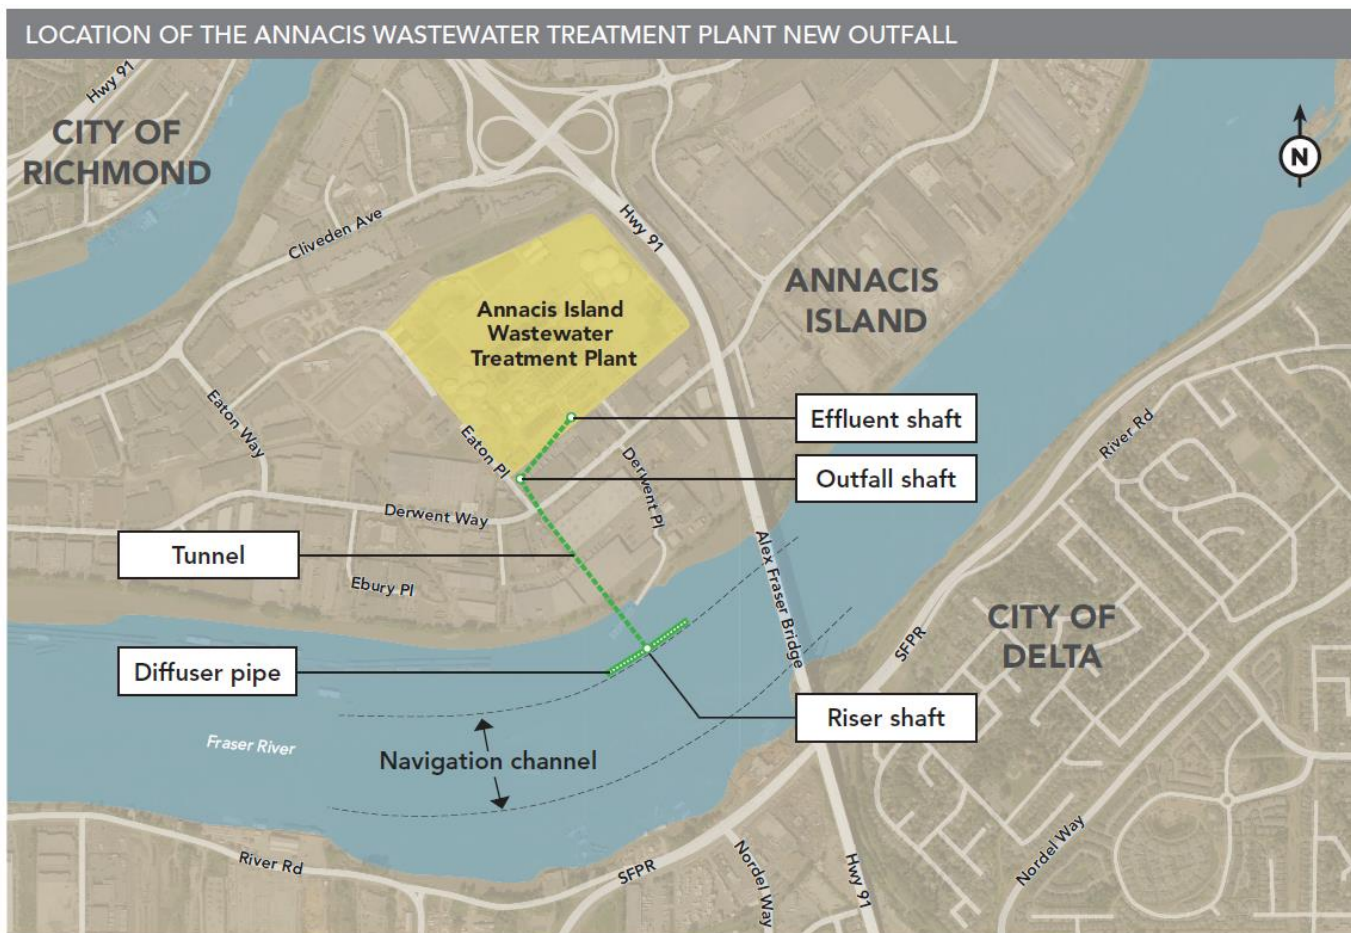 LOCATION OF THE ANNACIS WASTEWATER TREATMENT PLANT NEW OUTFALL
Hwy 91
CITY OF
RICHMOND
N
Cliveden Ave
Hwy 91
ANNACIS
ISLAND
Annacis Island
Wastewater
Treatment Plant
Effluent shaft
Outfall shaft
River Rd
Eaton Way
Eaton Pl
Derwent Pl
Derwent Way
Tunnel
Ebury Pl
Alex Fraser Bridge
CITY OF
DELTA
SFPR
Diffuser pipe
Riser shaft
Fraser River
Navigation channel
River Rd
SFPR
Nordel Way
Hwy 91
Nordel Way